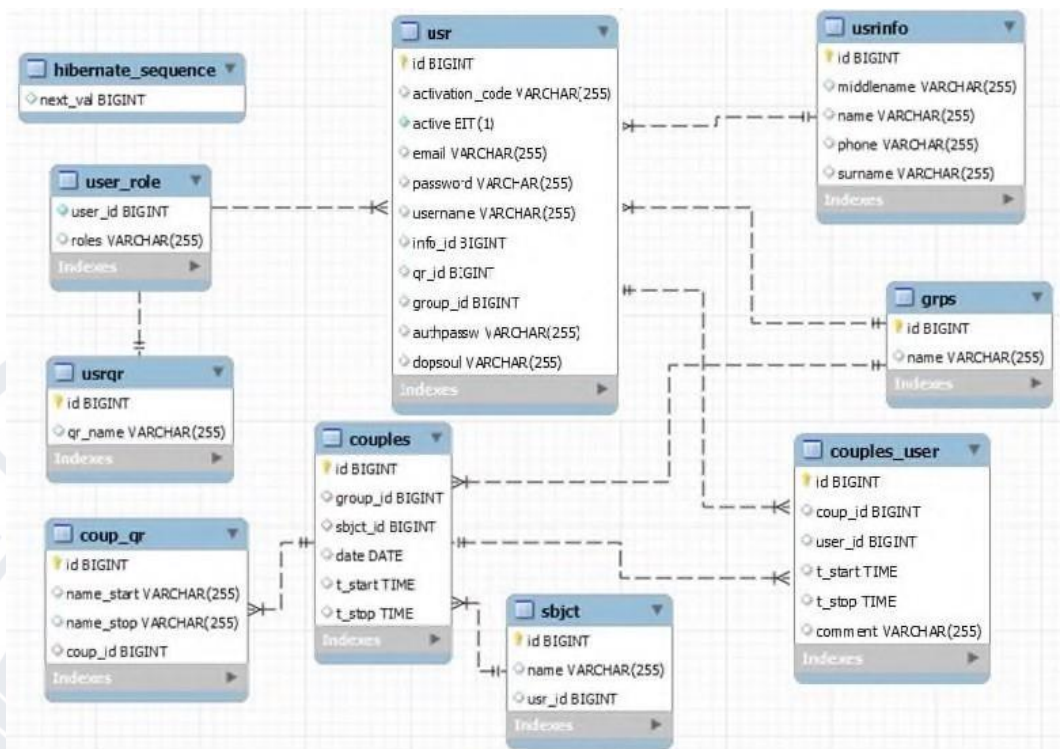 hibernate_sequence
next_val BIGINT
user_role
user_id BIGINT
roles VARCHAR(255)
Indexes
usrqr
id BIGINT
qr_name VARCHAR(255)
Indexes
coup_qr
id BIGINT
name_start VARCHAR(255)
name_stop VARCHAR(255)
coup_id BIGINT
Indexes
usr
id BIGINT
activation_code VARCHAR(255)
active EIT(1)
email VARCHAR(255)
password VARCHAR(255)
username VARCHAR(255)
info_id BIGINT
qr_id BIGINT
group_id BIGINT
authpassw VARCHAR(255)
dopsoul VARCHAR(255)
Indexes
couples
id BIGINT
group_id BIGINT
sbjct_id BIGINT
date DATE
t_start TIME
t_stop TIME
Indexes
sbjct
id BIGINT
name VARCHAR(255)
usr_id BIGINT
Indexes
usrinfo
id BIGINT
middlename VARCHAR(255)
name VARCHAR(255)
phone VARCHAR(255)
surname VARCHAR(255)
Indexes
grps
id BIGINT
name VARCHAR(255)
Indexes
couples_user
id BIGINT
coup_id BIGINT
user_id BIGINT
t_start TIME
t_stop TIME
comment VARCHAR(255)
Indexes